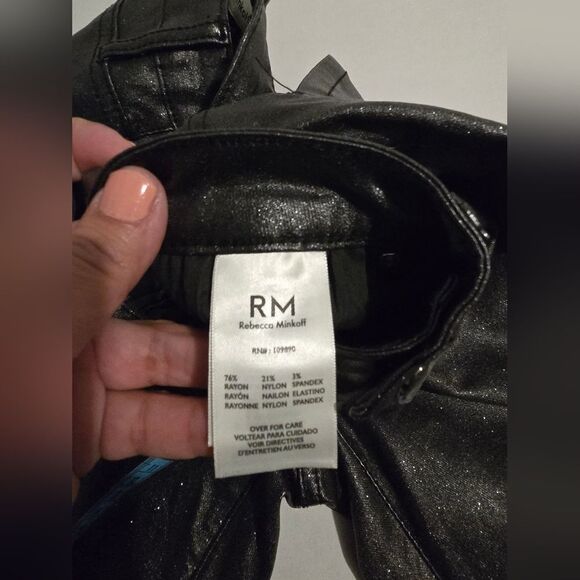 RM
Rebecca Minkoff
RN#: 109890
76% 21% 3%
RAYON NYLON SPANDEX
RAYÓN NAILON ELASTINO
RAYONNE NYLON SPANDEX
OVER FOR CARE
VOLTEAR PARA CUIDADO
VOIR DIRECTIVES
D'ENTRETIEN AU VERSO